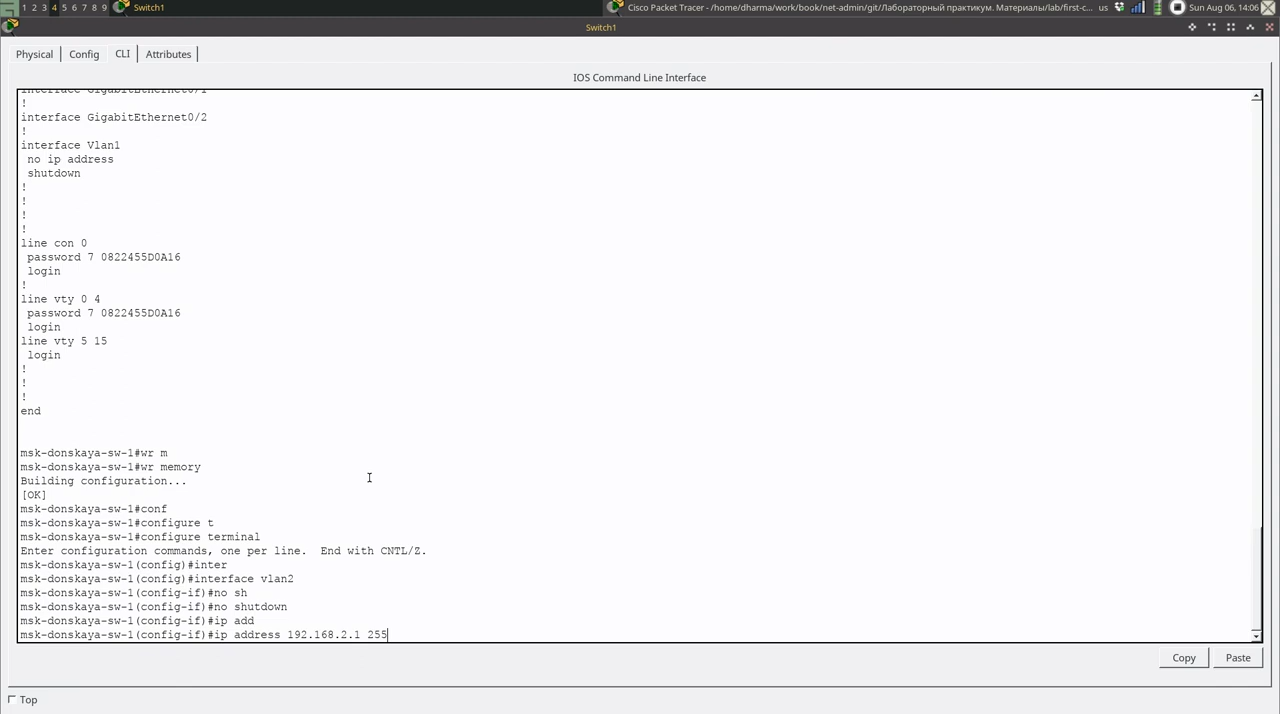 1 2 3 4 5 6 7 8 9 Switch1 Cisco Packet Tracer - /home/dharma/work/book/net-admin/git/Лабораторный практикум. Материалы/lab/first-c... us Sun Aug 06, 14:06
Switch1
Physical Config CLI Attributes
IOS Command Line Interface
interface GigabitEthernet0/1
!
interface GigabitEthernet0/2
!
interface Vlan1
no ip address
shutdown
!
!
!
!
line con 0
password 7 0822455D0A16
login
!
line vty 0 4
password 7 0822455D0A16
login
line vty 5 15
login
!
!
!
end
msk-donskaya-sw-1#wr m
msk-donskaya-sw-1#wr memory
Building configuration...
[OK]
msk-donskaya-sw-1#conf
msk-donskaya-sw-1#configure t
msk-donskaya-sw-1#configure terminal
Enter configuration commands, one per line. End with CNTL/Z.
msk-donskaya-sw-1(config)#inter
msk-donskaya-sw-1(config)#interface vlan2
msk-donskaya-sw-1(config-if)#no sh
msk-donskaya-sw-1(config-if)#no shutdown
msk-donskaya-sw-1(config-if)#ip add
msk-donskaya-sw-1(config-if)#ip address 192.168.2.1 255
Copy Paste
Top